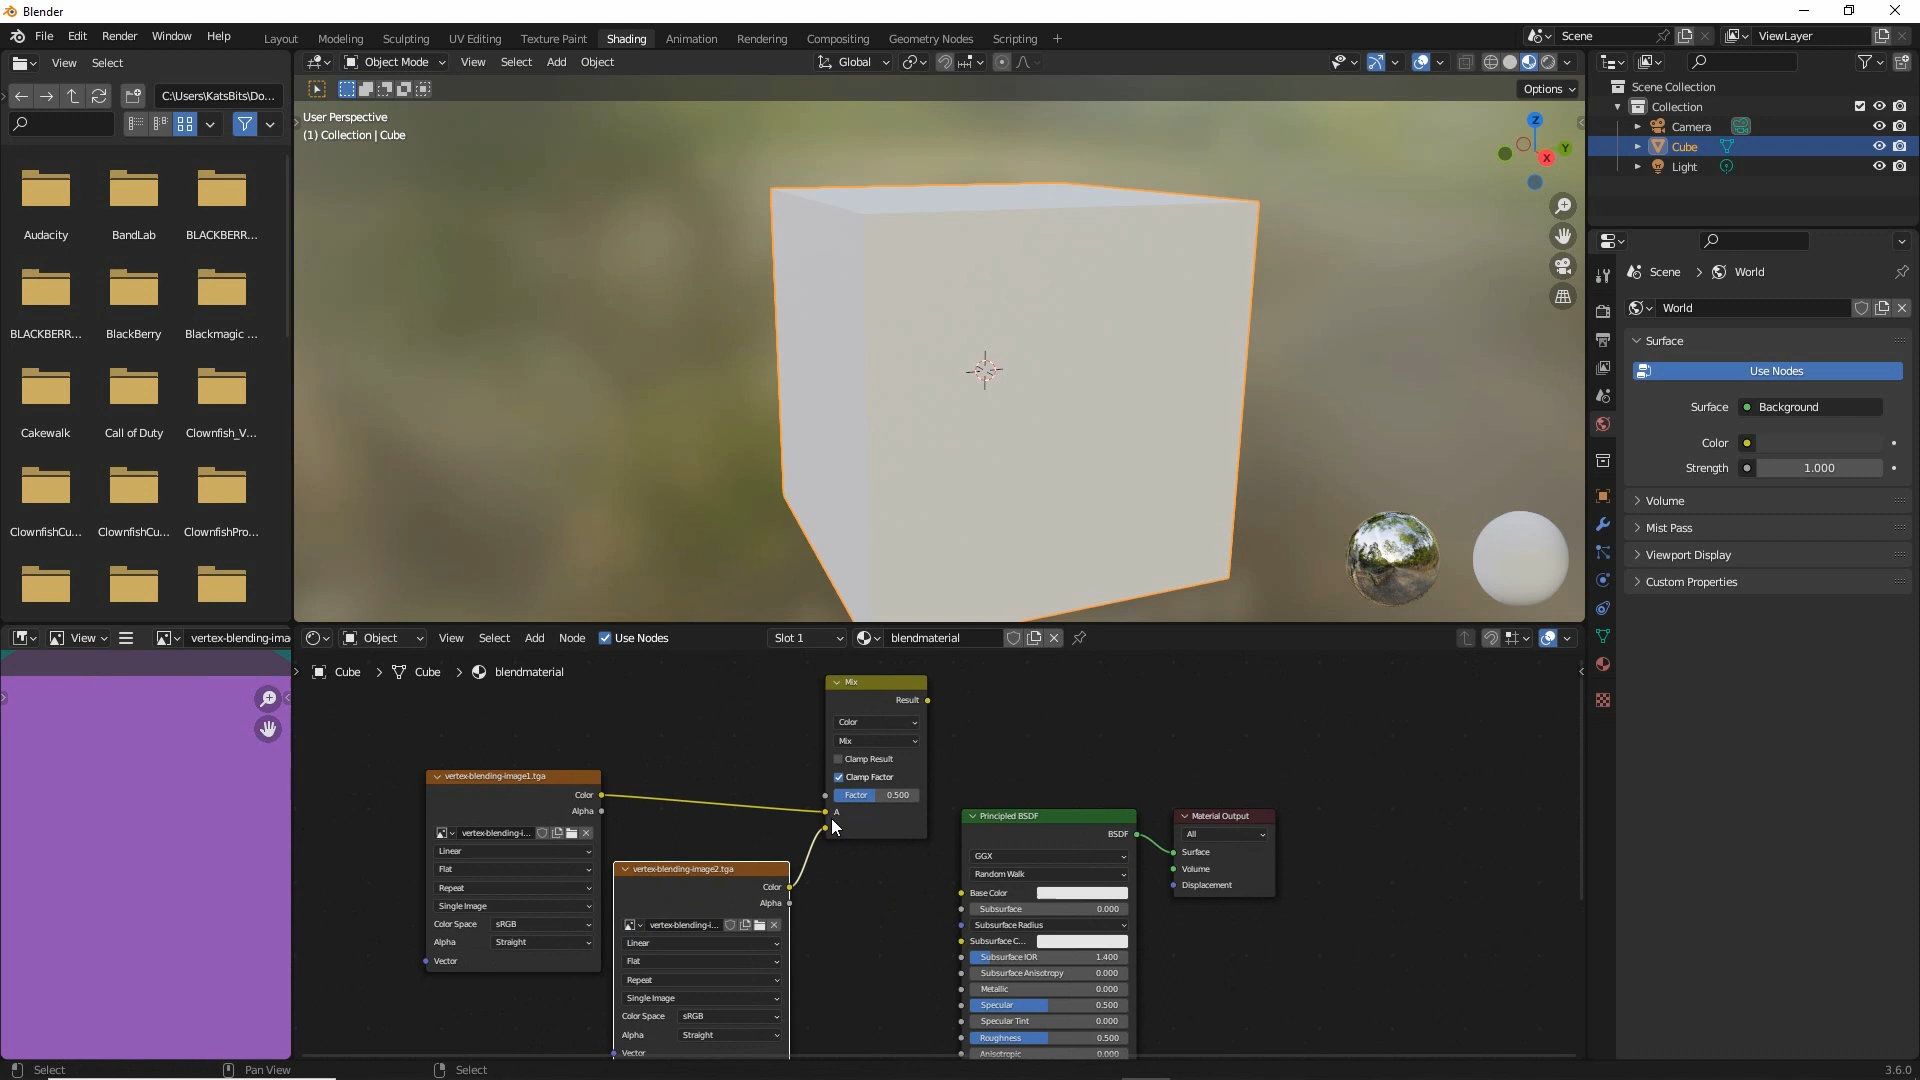 Blender
File Edit Render Window Help
Layout Modeling Sculpting UV Editing Texture Paint Shading Animation Rendering Compositing Geometry Nodes Scripting +
Scene
ViewLayer
View Select
C:\Users\KatsBits\Do...
Audacity BandLab BLACKBERR...
BLACKBERR... BlackBerry Blackmagic ...
Cakewalk Call of Duty Clownfish_V...
ClownfishCu... ClownfishCu... ClownfishPro...
Object Mode View Select Add Object
Global
Options
User Perspective
(1) Collection | Cube
Z
Y
X
Scene Collection
Collection
Camera
Cube
Light
Scene > World
World
Surface
Use Nodes
Surface Background
Color
Strength 1.000
Volume
Mist Pass
Viewport Display
Custom Properties
View vertex-blending-ima
Object View Select Add Node Use Nodes
Slot 1 blendmaterial
Cube > Cube > blendmaterial
Mix
Result
Color
Mix
Clamp Result
Clamp Factor
Factor 0.500
A
vertex-blending-image1.tga
Color
Alpha
vertex-blending-i...
Linear
Flat
Repeat
Single Image
Color Space sRGB
Alpha Straight
Vector
vertex-blending-image2.tga
Color
Alpha
vertex-blending-i...
Linear
Flat
Repeat
Single Image
Color Space sRGB
Alpha Straight
Vector
Principled BSDF
BSDF
GGX
Random Walk
Base Color
Subsurface 0.000
Subsurface Radius
Subsurface C...
Subsurface IOR 1.400
Subsurface Anisotropy 0.000
Metallic 0.000
Specular 0.500
Specular Tint 0.000
Roughness 0.500
Anisotropic 0.000
Material Output
All
Surface
Volume
Displacement
Select Pan View Select
3.6.0